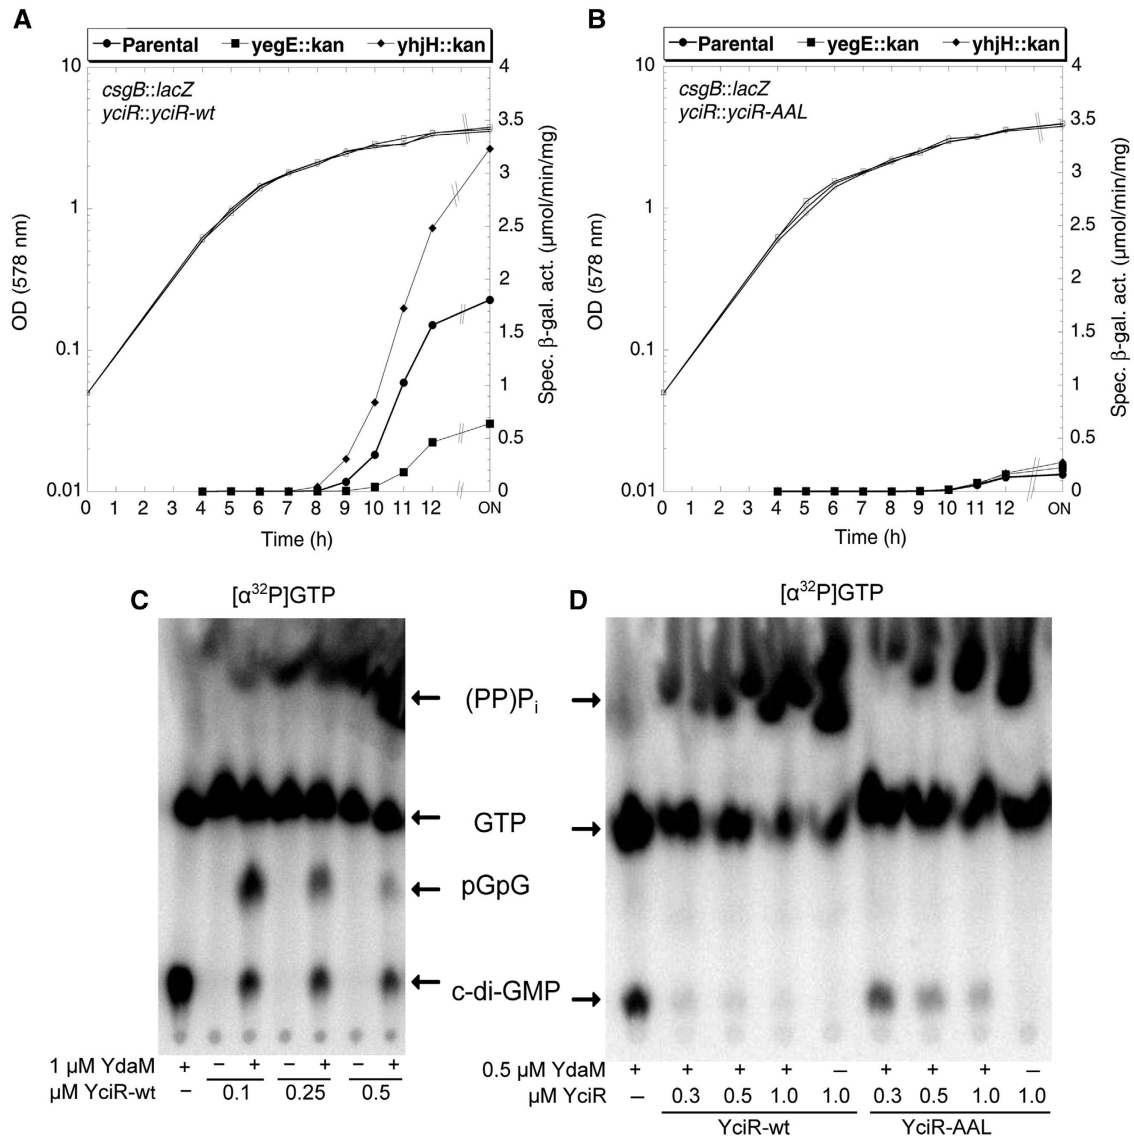 A
Parental yegE::kan yhjH::kan
csgB::lacZ
yciR::yciR-wt
10
1
0.1
0.01
OD (578 nm)
4
3.5
3
2.5
2
1.5
1
0.5
0
Spec. β-gal. act. (µmol/min/mg)
0 1 2 3 4 5 6 7 8 9 10 11 12 ON
Time (h)
B
Parental yegE::kan yhjH::kan
csgB::lacZ
yciR::yciR-AAL
10
1
0.1
0.01
OD (578 nm)
4
3.5
3
2.5
2
1.5
1
0.5
0
Spec. β-gal. act. (µmol/min/mg)
0 1 2 3 4 5 6 7 8 9 10 11 12 ON
Time (h)
C
[α³²P]GTP
D
[α³²P]GTP
(PP)Pᵢ
GTP
pGpG
c-di-GMP
1 µM YdaM + − + − + − +
µM YciR-wt − 0.1 0.25 0.5
0.5 µM YdaM + + + + − + + + −
µM YciR − 0.3 0.5 1.0 1.0 0.3 0.5 1.0 1.0
YciR-wt YciR-AAL